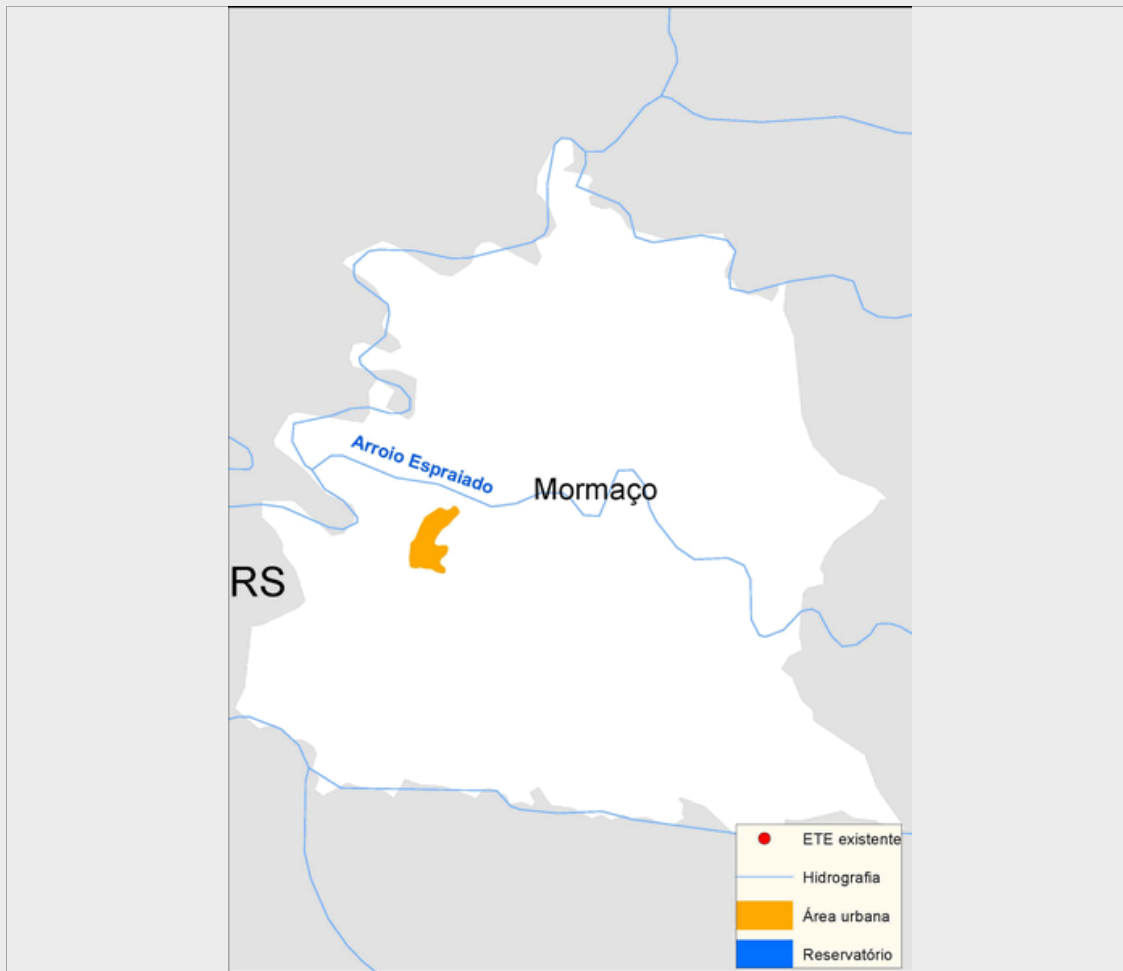 Arroio Espraiado
Mormaço
RS
ETE existente
Hidrografia
Área urbana
Reservatório